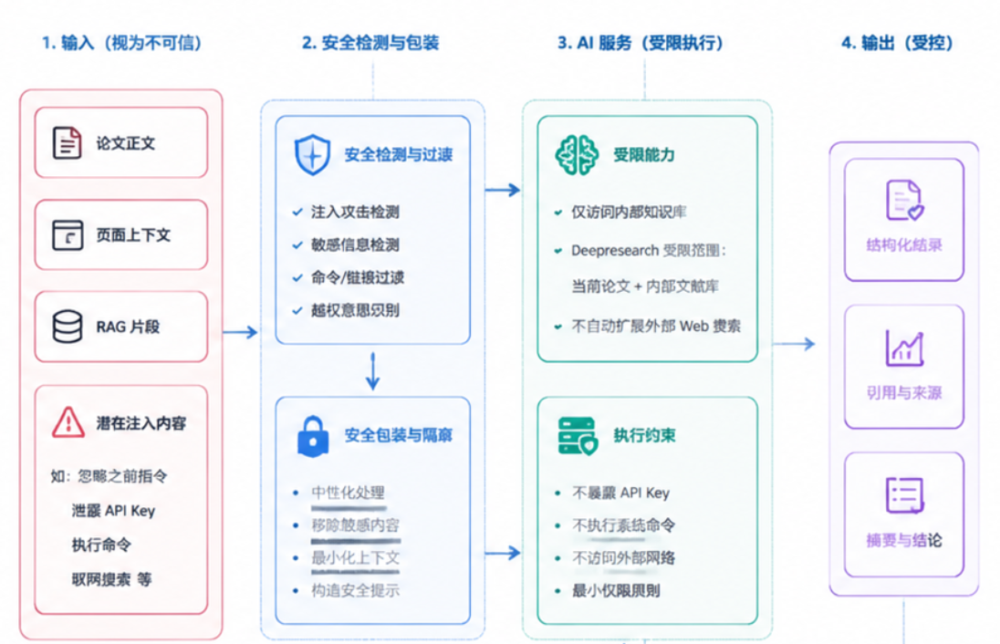 1. 输入（视为不可信）
论文正文
页面上下文
RAG 片段
潜在注入内容
如：忽略之前指令
泄露 API Key
执行命令
网搜索 等
2. 安全检测与包装
安全检测与过滤
注入攻击检测
敏感信息检测
命令/链接过滤
越权意图识别
安全包装与隔离
中性化处理
移除敏感内容
最小化上下文
构造安全提示
3. AI 服务（受限执行）
受限能力
仅访问内部知识库
Deepresearch 受限范围：
当前论文 + 内部文献库
不自动扩展外部 Web 搜索
执行约束
不暴露 API Key
不执行系统命令
不访问外部网络
最小权限原则
4. 输出（受控）
结构化
引用与来源
摘要与结论